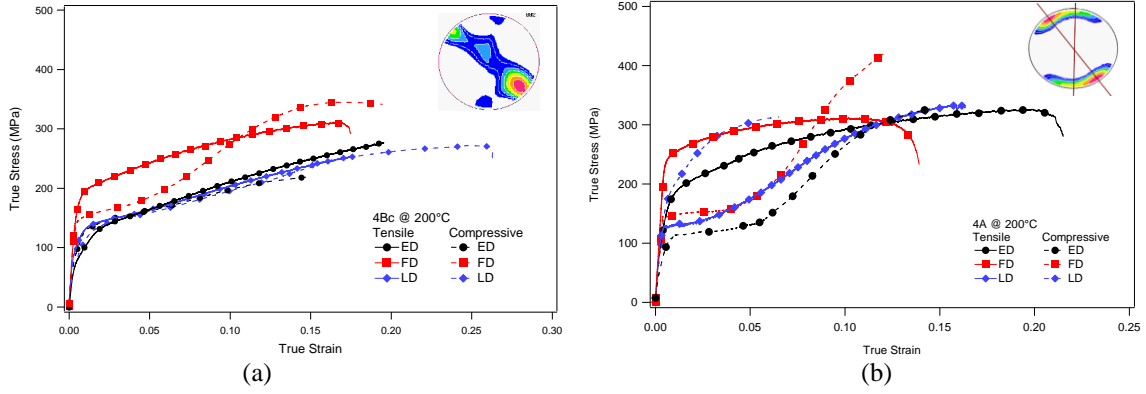 500
400
300
200
100
0
True Stress (MPa)
4Bc @ 200°C
Tensile Compressive
ED ED
FD FD
LD LD
0.00 0.05 0.10 0.15 0.20 0.25 0.30
True Strain
(a)
500
400
300
200
100
0
True Stress (MPa)
4A @ 200°C
Tensile Compressive
ED ED
FD FD
LD LD
0.00 0.05 0.10 0.15 0.20 0.25
True Strain
(b)